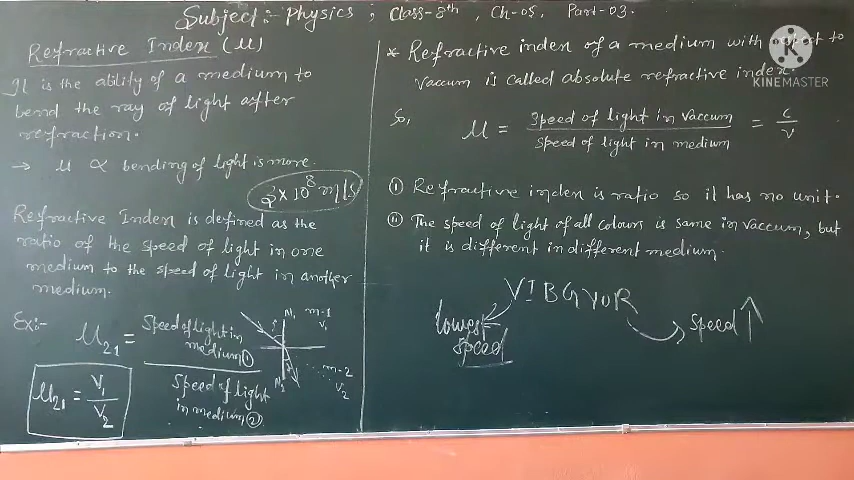 Subject:- Physics, Class-8th, Ch-05, Part-03.
Refractive Index (μ)
It is the ability of a medium to
bend the ray of light after
refraction.
→ μ ∝ bending of light is more.
3×10⁸ m/s
Refractive Index is defined as the
ratio of the speed of light in one
medium to the speed of light in another
medium.
Ex:- μ₂₁ = Speed of light in medium ①
Speed of light in medium ②
N₁ m-1
V₁
i
r
N₂
m-2
V₂
μ₂₁ = V₁/V₂
* Refractive index of a medium with respect to
Vaccum is called absolute refractive index.
So, μ = Speed of light in vaccum / Speed of light in medium = c/v
① Refractive index is ratio so it has no unit.
② The speed of light of all colours is same in vaccum, but
it is different in different medium.
VIBGYOR
lowest
speed
Speed ↑
KINEMASTER